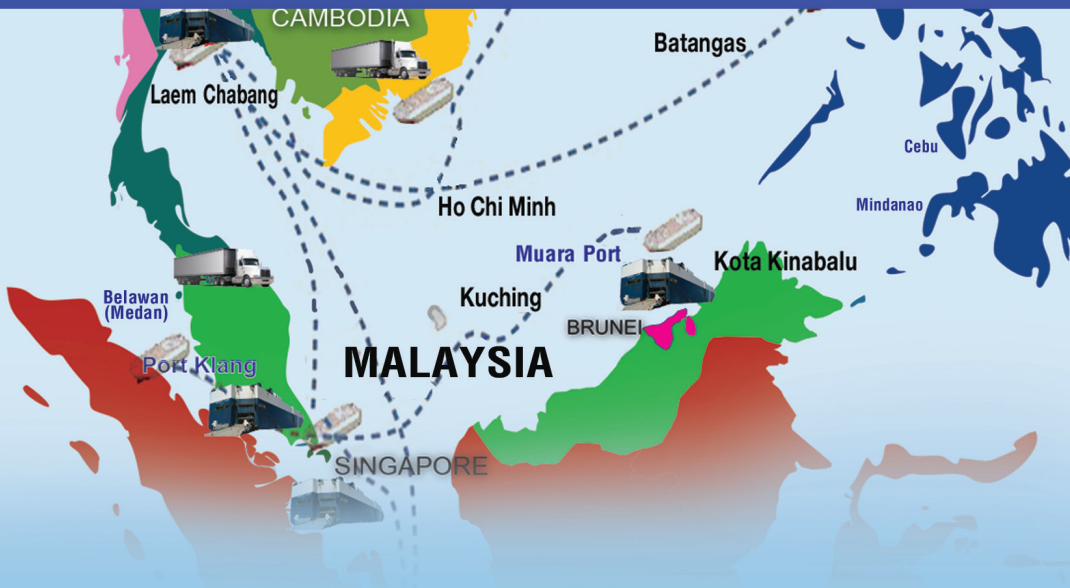 CAMBODIA
Batangas
Laem Chabang
Cebu
Mindanao
Ho Chi Minh
Muara Port
Kota Kinabalu
Belawan
(Medan)
Kuching
BRUNEI
MALAYSIA
Port Klang
SINGAPORE